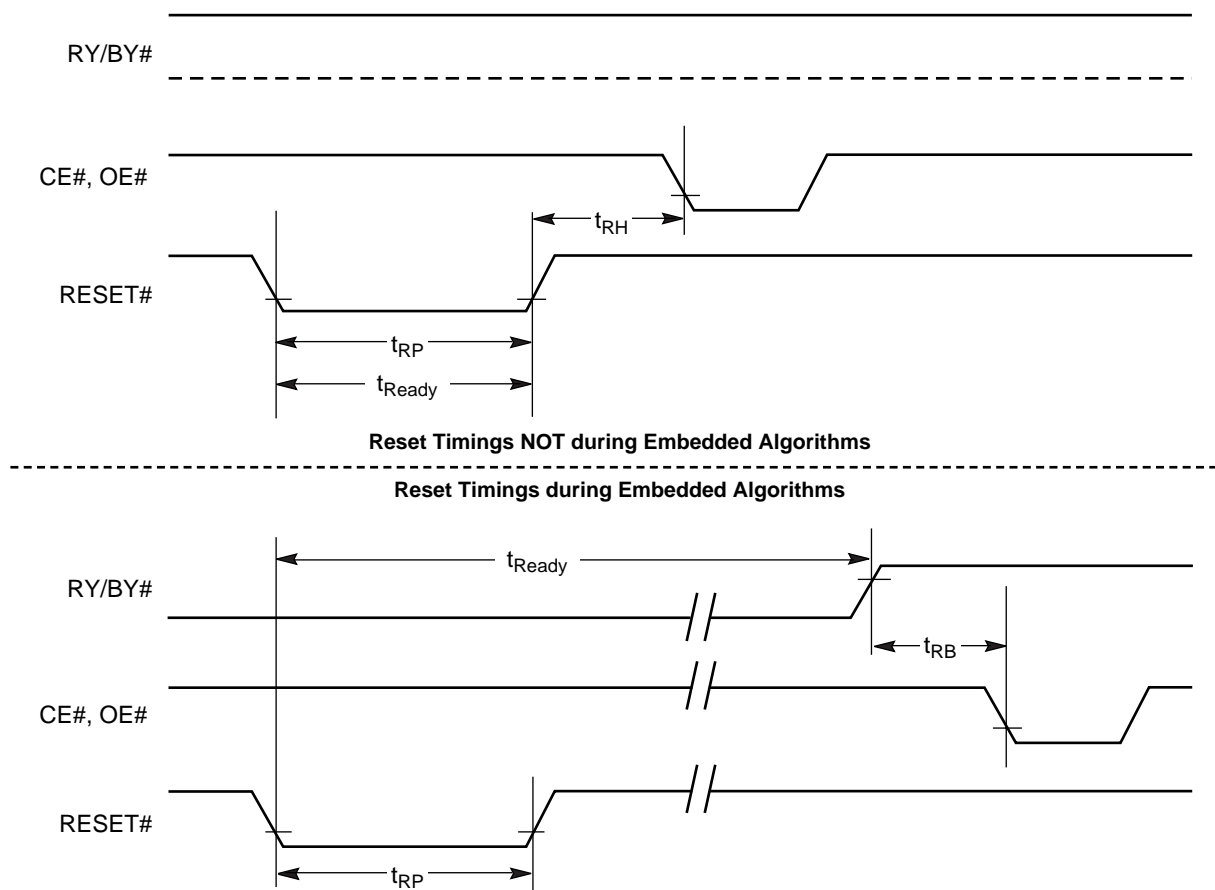 RY/BY#
CE#, OE#
tRH
RESET#
tRP
tReady
Reset Timings NOT during Embedded Algorithms
Reset Timings during Embedded Algorithms
tReady
RY/BY#
tRB
CE#, OE#
RESET#
tRP